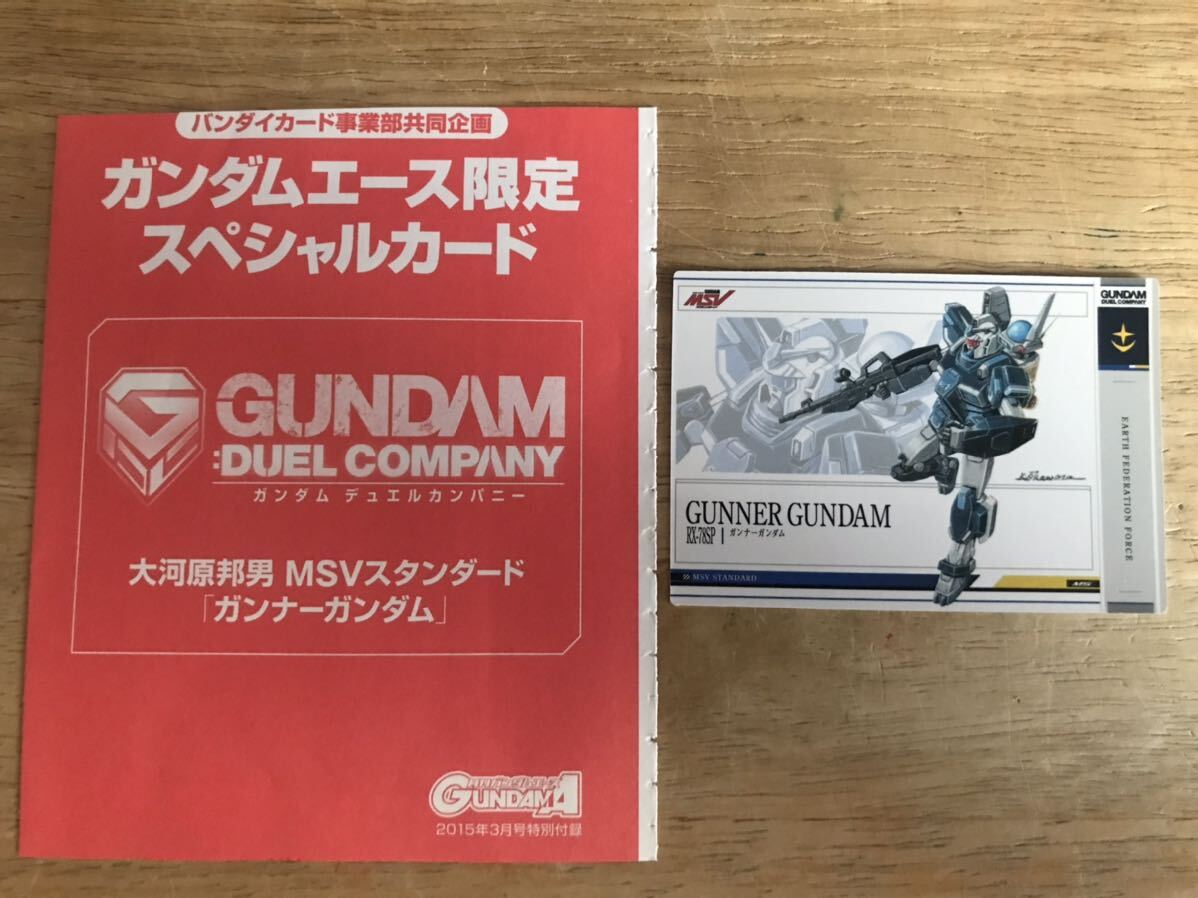 バンダイカード事業部共同企画
ガンダムエース限定
スペシャルカード
GUNDAM
:DUEL COMPANY
ガンダム デュエルカンパニー
大河原邦男 MSVスタンダード
「ガンナーガンダム」
GUNDAM A
2015年3月号特別付録
MSV
GUNDAM
DUEL COMPANY
EARTH FEDERATION FORCE
GUNNER GUNDAM
RX-78SP
ガンナーガンダム
MSV STANDARD